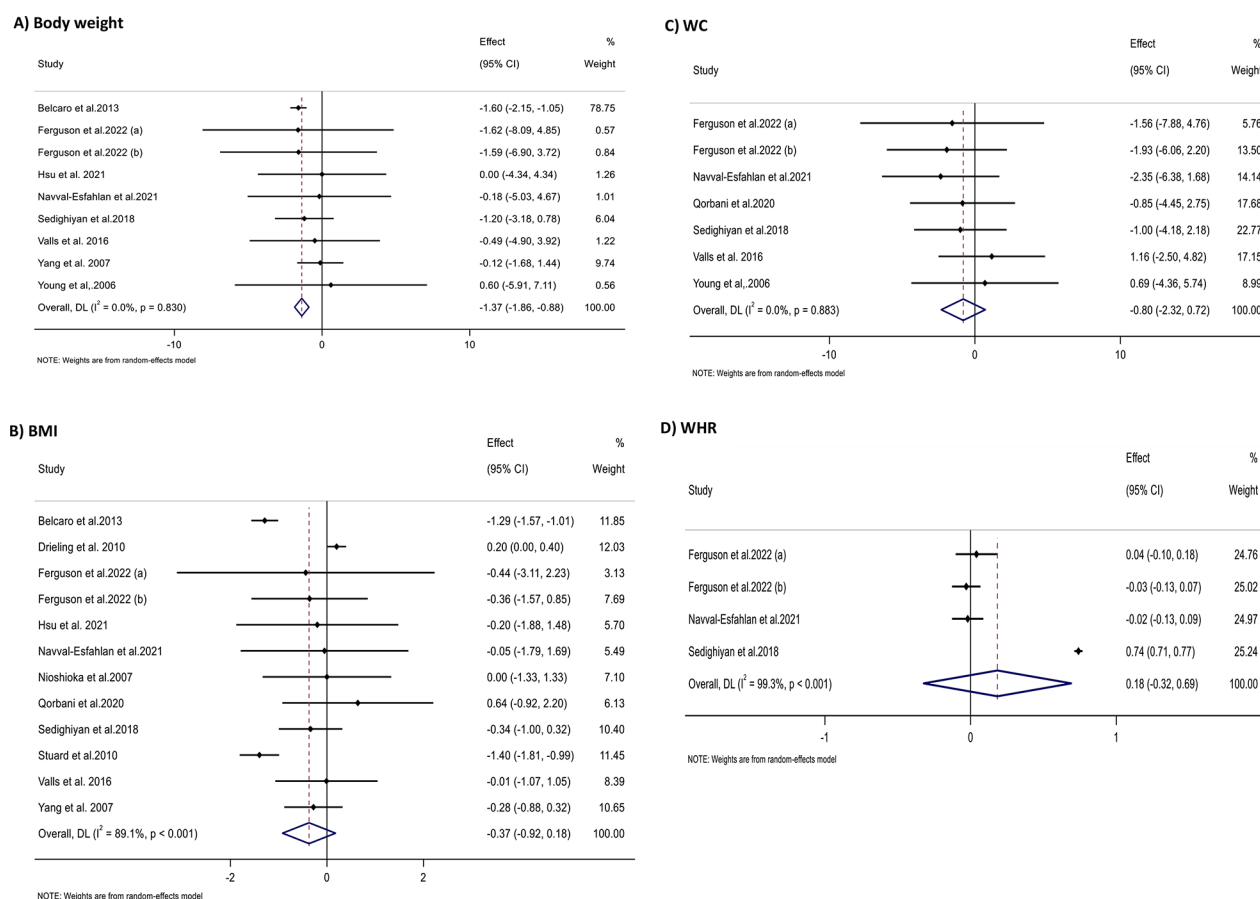 A) Body weight
Effect %
Study (95% CI) Weight
Belcaro et al.2013 -1.60 (-2.15, -1.05) 78.75
Ferguson et al.2022 (a) -1.62 (-8.09, 4.85) 0.57
Ferguson et al.2022 (b) -1.59 (-6.90, 3.72) 0.84
Hsu et al. 2021 0.00 (-4.34, 4.34) 1.26
Navval-Esfahlan et al.2021 -0.18 (-5.03, 4.67) 1.01
Sedighiyan et al.2018 -1.20 (-3.18, 0.78) 6.04
Valls et al. 2016 -0.49 (-4.90, 3.92) 1.22
Yang et al. 2007 -0.12 (-1.68, 1.44) 9.74
Young et al,.2006 0.60 (-5.91, 7.11) 0.56
Overall, DL (I² = 0.0%, p = 0.830) -1.37 (-1.86, -0.88) 100.00
-10 0 10
NOTE: Weights are from random-effects model
B) BMI
Effect %
Study (95% CI) Weight
Belcaro et al.2013 -1.29 (-1.57, -1.01) 11.85
Drieling et al. 2010 0.20 (0.00, 0.40) 12.03
Ferguson et al.2022 (a) -0.44 (-3.11, 2.23) 3.13
Ferguson et al.2022 (b) -0.36 (-1.57, 0.85) 7.69
Hsu et al. 2021 -0.20 (-1.88, 1.48) 5.70
Navval-Esfahlan et al.2021 -0.05 (-1.79, 1.69) 5.49
Nioshioka et al.2007 0.00 (-1.33, 1.33) 7.10
Qorbani et al.2020 0.64 (-0.92, 2.20) 6.13
Sedighiyan et al.2018 -0.34 (-1.00, 0.32) 10.40
Stuard et al.2010 -1.40 (-1.81, -0.99) 11.45
Valls et al. 2016 -0.01 (-1.07, 1.05) 8.39
Yang et al. 2007 -0.28 (-0.88, 0.32) 10.65
Overall, DL (I² = 89.1%, p < 0.001) -0.37 (-0.92, 0.18) 100.00
-2 0 2
NOTE: Weights are from random-effects model
C) WC
Effect %
Study (95% CI) Weight
Ferguson et al.2022 (a) -1.56 (-7.88, 4.76) 5.76
Ferguson et al.2022 (b) -1.93 (-6.06, 2.20) 13.50
Navval-Esfahlan et al.2021 -2.35 (-6.38, 1.68) 14.14
Qorbani et al.2020 -0.85 (-4.45, 2.75) 17.68
Sedighiyan et al.2018 -1.00 (-4.18, 2.18) 22.77
Valls et al. 2016 1.16 (-2.50, 4.82) 17.15
Young et al,.2006 0.69 (-4.36, 5.74) 8.99
Overall, DL (I² = 0.0%, p = 0.883) -0.80 (-2.32, 0.72) 100.00
-10 0 10
NOTE: Weights are from random-effects model
D) WHR
Effect %
Study (95% CI) Weight
Ferguson et al.2022 (a) 0.04 (-0.10, 0.18) 24.76
Ferguson et al.2022 (b) -0.03 (-0.13, 0.07) 25.02
Navval-Esfahlan et al.2021 -0.02 (-0.13, 0.09) 24.97
Sedighiyan et al.2018 0.74 (0.71, 0.77) 25.24
Overall, DL (I² = 99.3%, p < 0.001) 0.18 (-0.32, 0.69) 100.00
-1 0 1
NOTE: Weights are from random-effects model